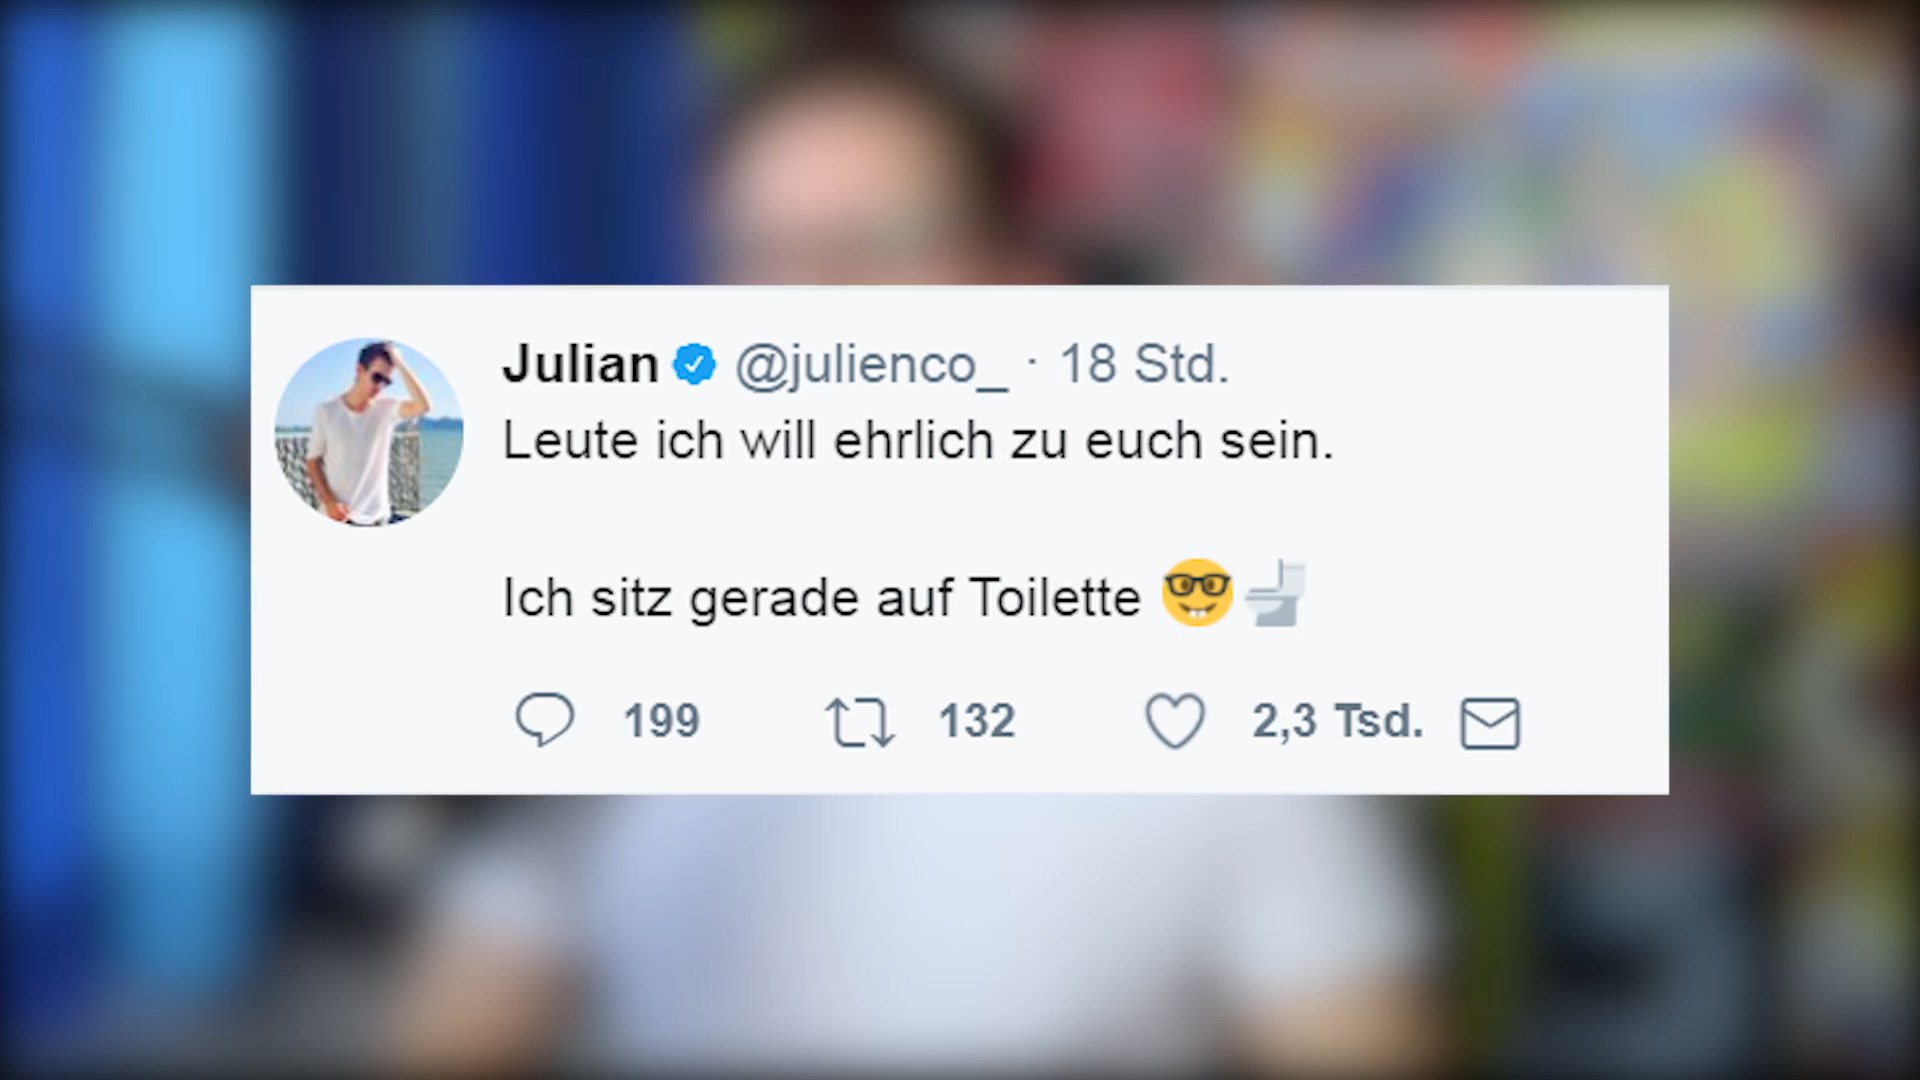 Julian @julienco_ · 18 Std.
Leute ich will ehrlich zu euch sein.
Ich sitz gerade auf Toilette 🤓🚽
199 132 2,3 Tsd.